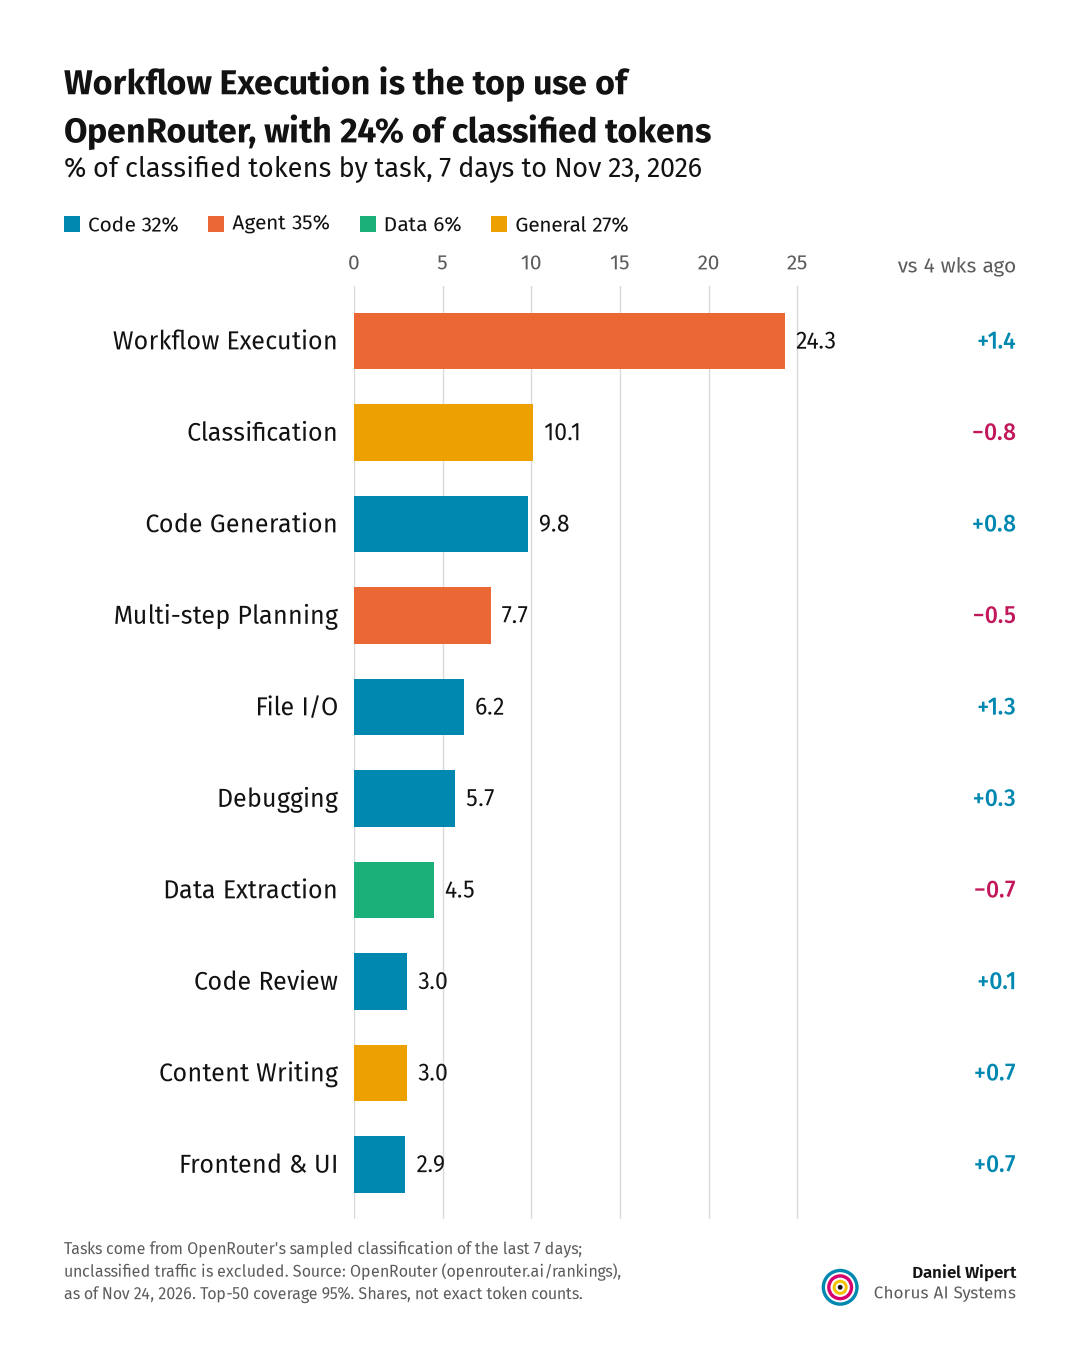 Workflow Execution is the top use of
OpenRouter, with 24% of classified tokens
% of classified tokens by task, 7 days to Nov 23, 2026
Code 32% Agent 35% Data 6% General 27%
0 5 10 15 20 25 vs 4 wks ago
Workflow Execution 24.3 +1.4
Classification 10.1 −0.8
Code Generation 9.8 +0.8
Multi-step Planning 7.7 −0.5
File I/O 6.2 +1.3
Debugging 5.7 +0.3
Data Extraction 4.5 −0.7
Code Review 3.0 +0.1
Content Writing 3.0 +0.7
Frontend & UI 2.9 +0.7
Tasks come from OpenRouter's sampled classification of the last 7 days;
unclassified traffic is excluded. Source: OpenRouter (openrouter.ai/rankings),
as of Nov 24, 2026. Top-50 coverage 95%. Shares, not exact token counts.
Daniel Wipert
Chorus AI Systems